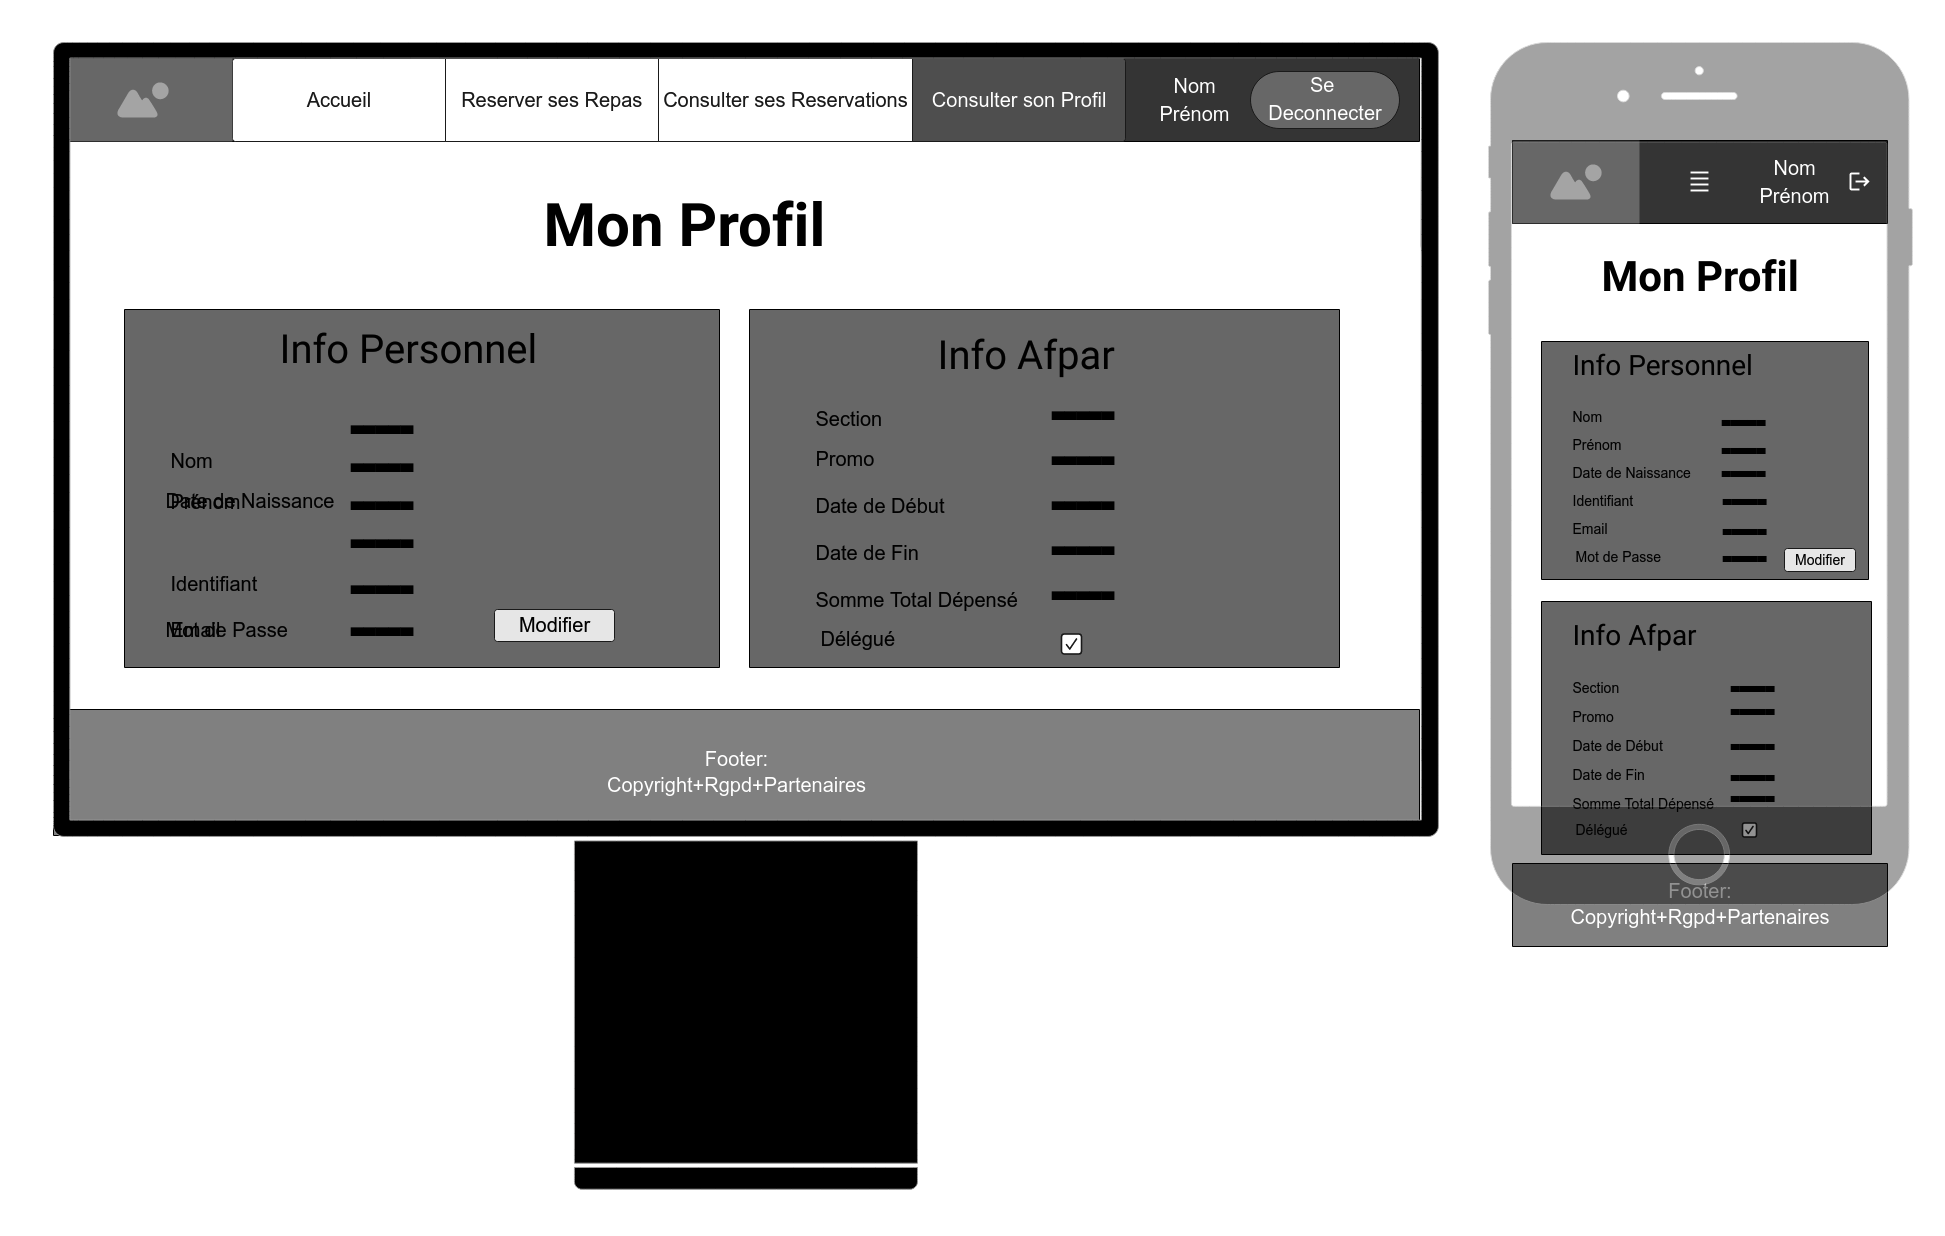 Accueil
Reserver ses Repas
Consulter ses Reservations
Consulter son Profil
Nom
Prénom
Se
Deconnecter
Mon Profil
Info Personnel
Nom
Prénom
Date de Naissance
Identifiant
Email
Mot de Passe
Modifier
Info Afpar
Section
Promo
Date de Début
Date de Fin
Somme Total Dépensé
Délégué
Footer:
Copyright+Rgpd+Partenaires
Nom
Prénom
Mon Profil
Info Personnel
Nom
Prénom
Date de Naissance
Identifiant
Email
Mot de Passe
Modifier
Info Afpar
Section
Promo
Date de Début
Date de Fin
Somme Total Dépensé
Délégué
Footer:
Copyright+Rgpd+Partenaires